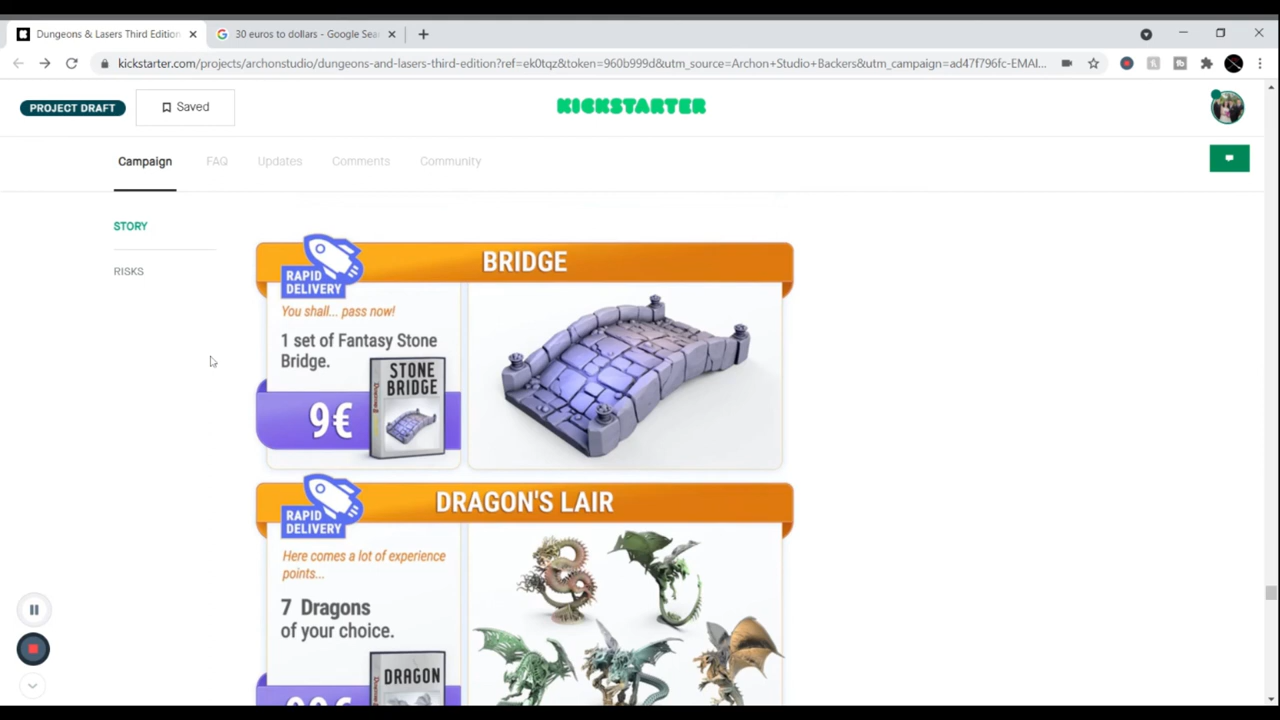 Dungeons & Lasers Third Edition
30 euros to dollars - Google Sea
kickstarter.com/projects/archonstudio/dungeons-and-lasers-third-edition?ref=ek0tqz&token=960b999d&utm_source=Archon+Studio+Backers&utm_campaign=ad47f796fc-EMAI...
PROJECT DRAFT
Saved
KICKSTARTER
Campaign
FAQ
Updates
Comments
Community
STORY
RISKS
RAPID
DELIVERY
BRIDGE
You shall... pass now!
1 set of Fantasy Stone
Bridge.
STONE
BRIDGE
9€
RAPID
DELIVERY
DRAGON'S LAIR
Here comes a lot of experience
points...
7 Dragons
of your choice.
DRAGON